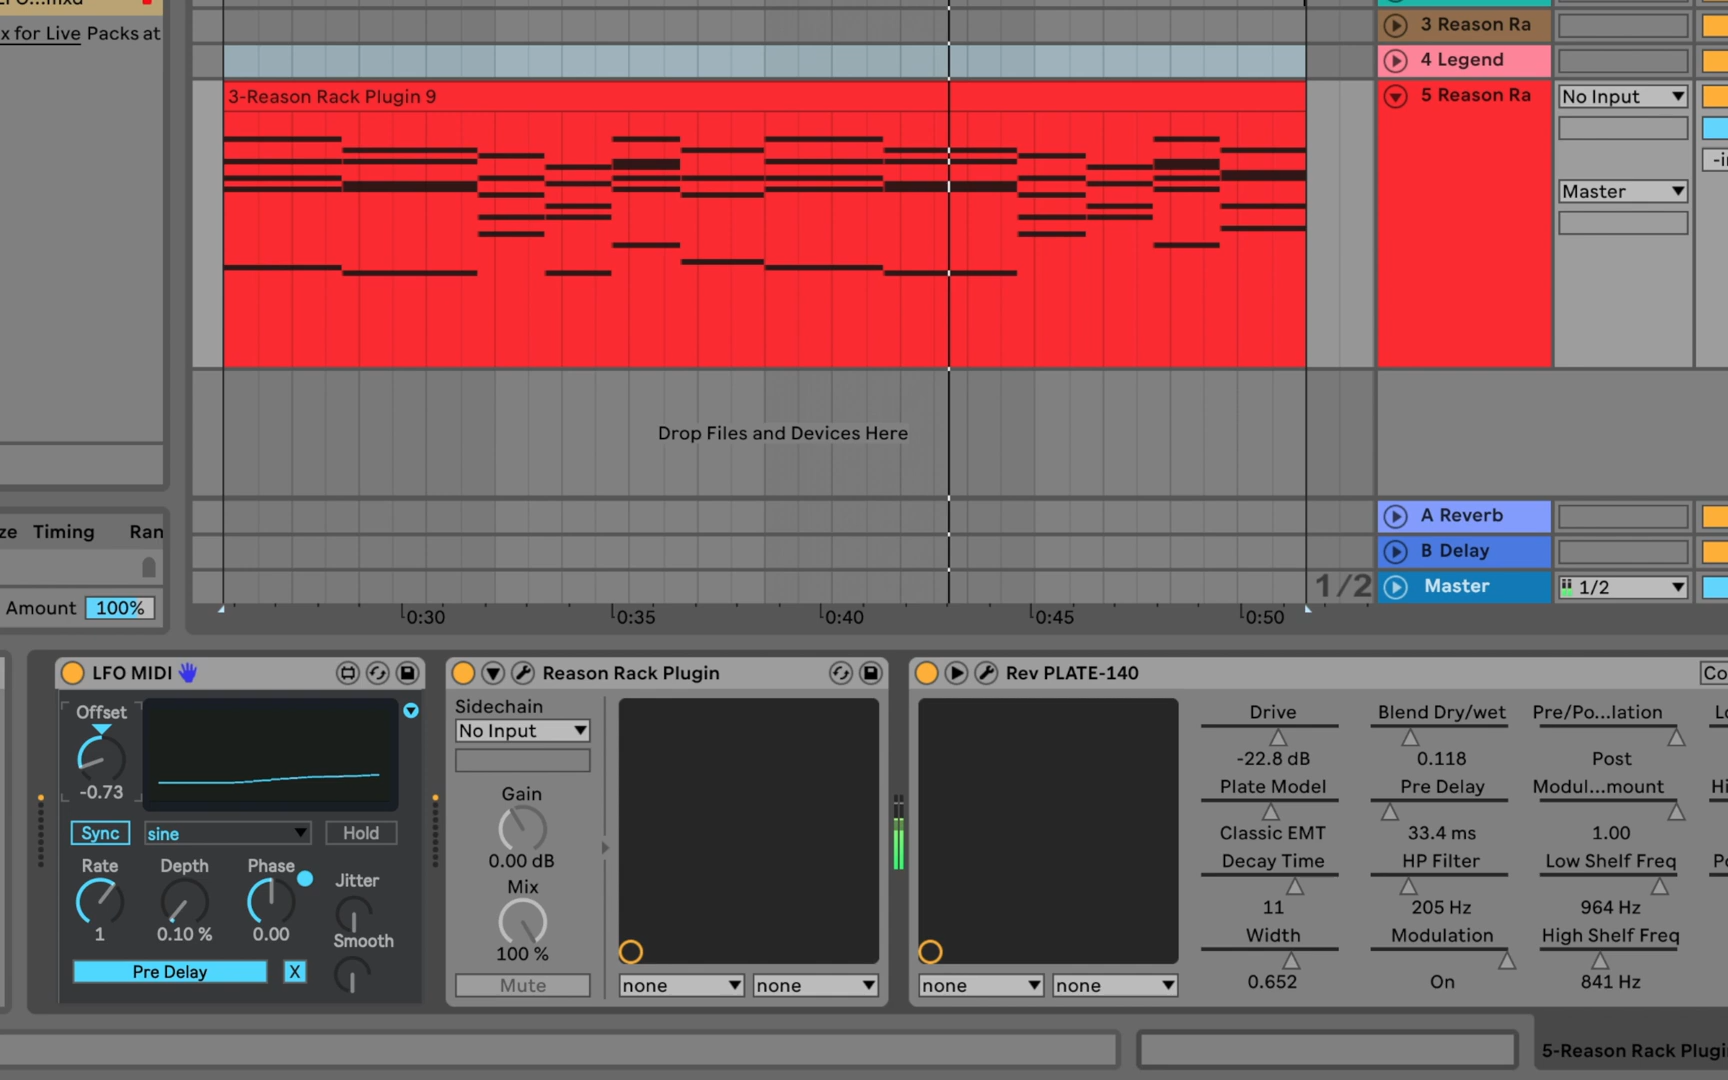 x for Live Packs at
3 Reason Ra
4 Legend
3-Reason Rack Plugin 9
5 Reason Ra
No Input
Master
Drop Files and Devices Here
A Reverb
B Delay
Master
1/2
1/2
ze Timing Ran
Amount 100%
0:30
0:35
0:40
0:45
0:50
LFO MIDI
Offset
-0.73
Sync
sine
Hold
Rate
Depth
Phase
Jitter
1
0.10 %
0.00
Smooth
Pre Delay
X
Reason Rack Plugin
Sidechain
No Input
Gain
0.00 dB
Mix
100 %
Mute
none
none
Rev PLATE-140
Co
none
none
Drive
-22.8 dB
Plate Model
Classic EMT
Decay Time
11
Width
0.652
Blend Dry/wet
0.118
Pre Delay
33.4 ms
HP Filter
205 Hz
Modulation
On
Pre/Po...lation
Post
Modul...mount
1.00
Low Shelf Freq
964 Hz
High Shelf Freq
841 Hz
5-Reason Rack Plugi